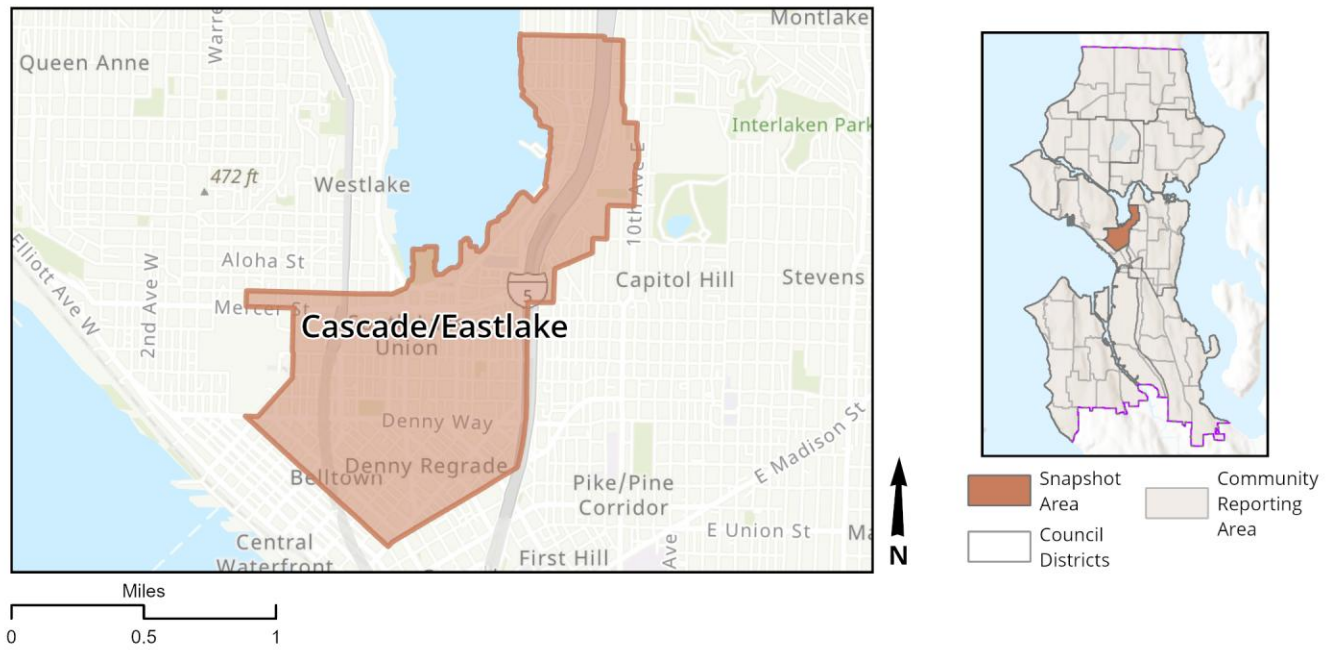 Montlake
Queen Anne
Interlaken Park
472 ft
Westlake
10th Ave E
Elliott Ave W
Aloha St
2nd Ave W
Capitol Hill
Stevens
5
Mercer St
Cascade/Eastlake
Union
Denny Way
Denny Regrade
Belltown
E Madison St
Pike/Pine
Corridor
E Union St
Central
Waterfront
First Hill
Ave
N
Snapshot
Area
Community
Reporting
Area
Council
Districts
Miles
0
0.5
1